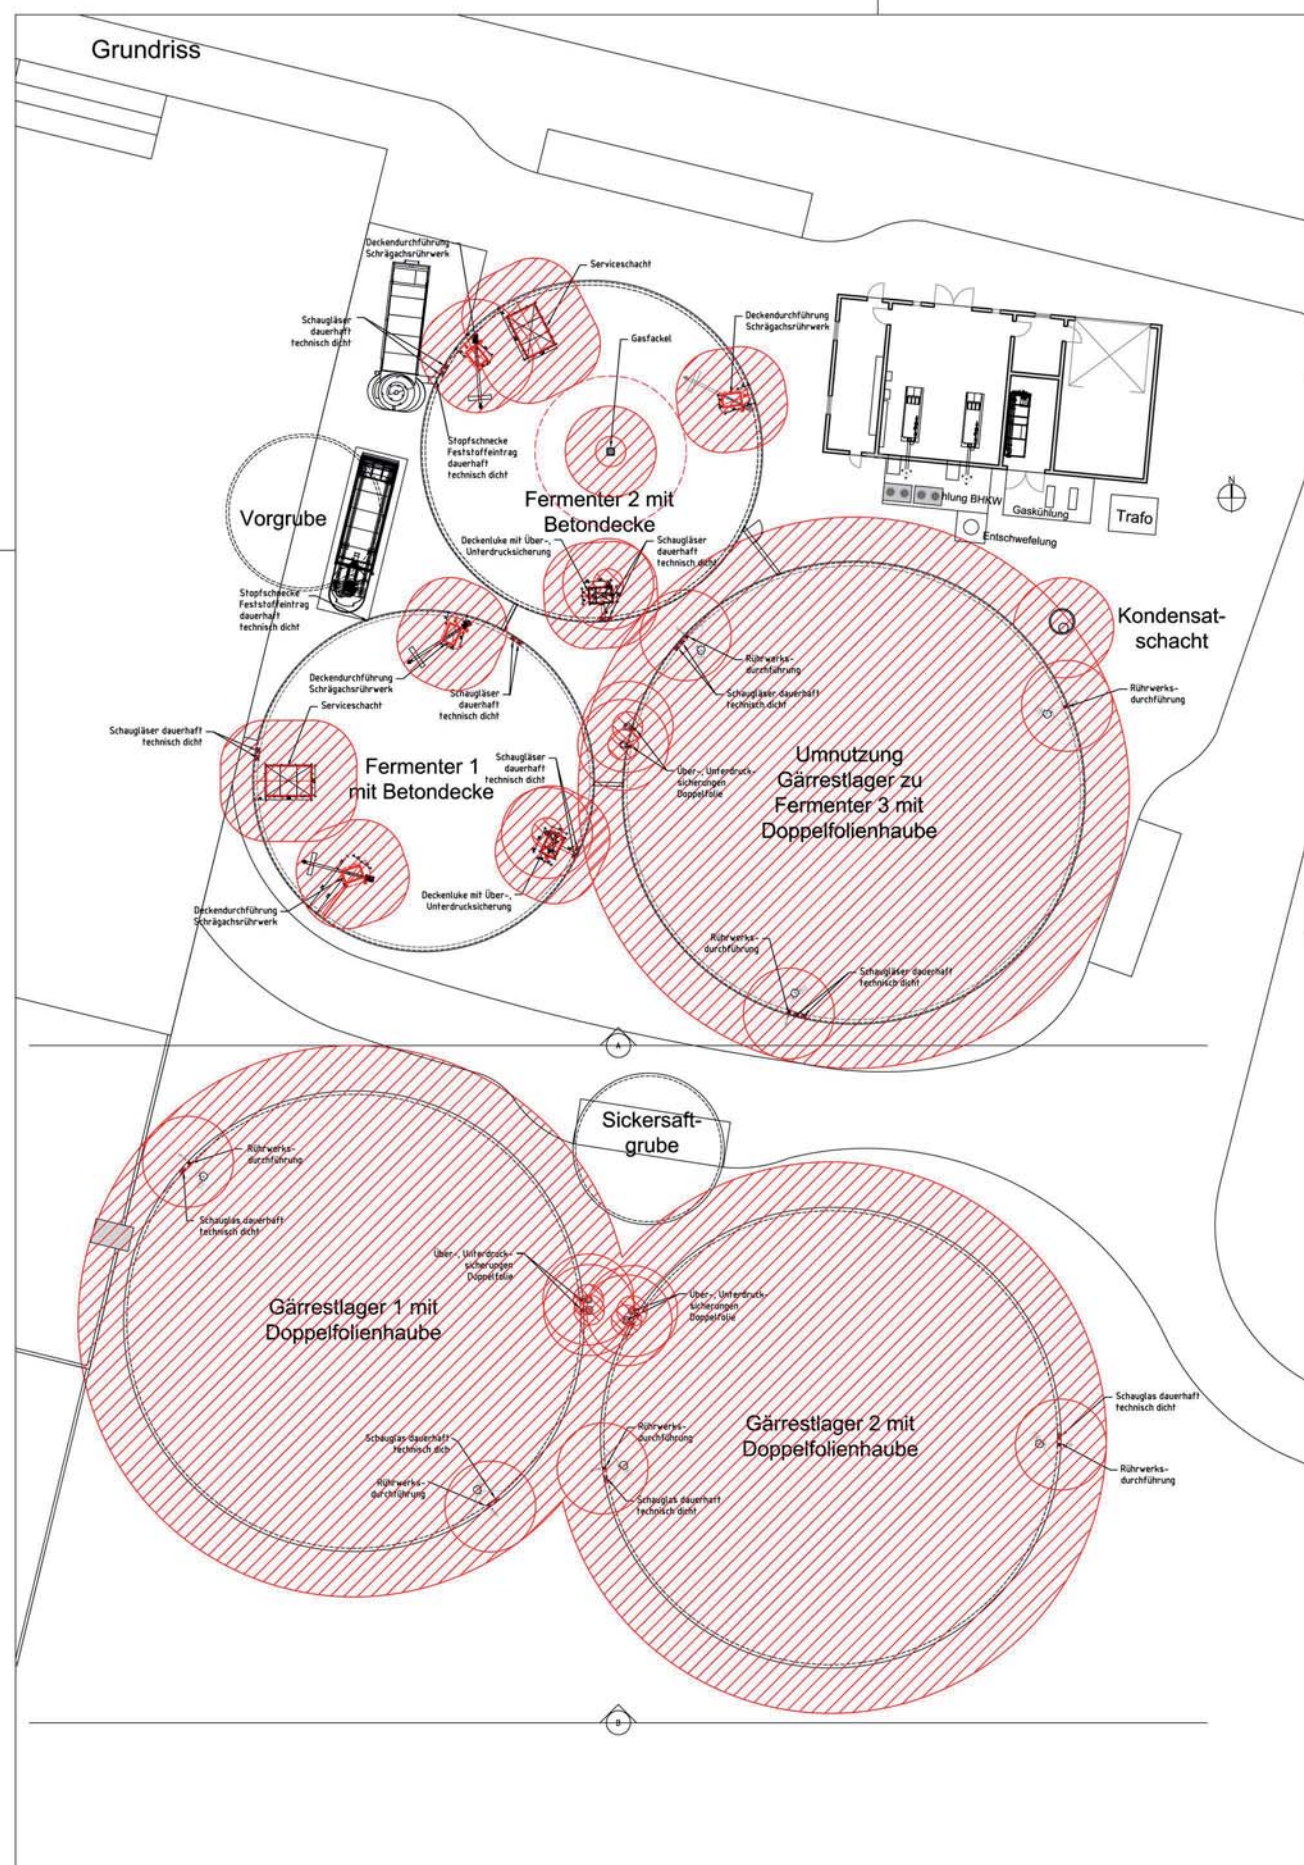 Grundriss
Deckendurchführung
Schrägachsrührwerk
Serviceschacht
Schaugläser
dauerhaft
technisch dicht
Gasfackel
Deckendurchführung
Schrägachsrührwerk
Stopfschnecke
Feststoffeintrag
dauerhaft
technisch dicht
Fermenter 2 mit
Betondecke
Vorgrube
hlung BHKW
Gaskühlung
Trafo
Entschwefelung
N
Deckenluke mit Über-,
Unterdrucksicherung
Schaugläser
dauerhaft
technisch dicht
Stopfschnecke
Feststoffeintrag
dauerhaft
technisch dicht
Kondensat-
schacht
Rührwerks-
durchführung
Schaugläser dauerhaft
technisch dicht
Rührwerks-
durchführung
Deckendurchführung
Schrägachsrührwerk
Serviceschacht
Schaugläser
dauerhaft
technisch dicht
Schaugläser dauerhaft
technisch dicht
Fermenter 1
mit Betondecke
Schaugläser
dauerhaft
technisch dicht
Über-, Unterdruck-
sicherungen
Doppelfolie
Umnutzung
Gärrestlager zu
Fermenter 3 mit
Doppelfolienhaube
Deckendurchführung
Schrägachsrührwerk
Deckenluke mit Über-,
Unterdrucksicherung
Rührwerks-
durchführung
Schaugläser dauerhaft
technisch dicht
A
Sickersaft-
grube
Rührwerks-
durchführung
Schauglas dauerhaft
technisch dicht
Über-, Unterdruck-
sicherungen
Doppelfolie
Über-, Unterdruck-
sicherungen
Doppelfolie
Gärrestlager 1 mit
Doppelfolienhaube
Schauglas dauerhaft
technisch dich
Rührwerks-
durchführung
Rührwerks-
durchführung
Schauglas dauerhaft
technisch dicht
Gärrestlager 2 mit
Doppelfolienhaube
Schauglas dauerhaft
technisch dicht
Rührwerks-
durchführung
B